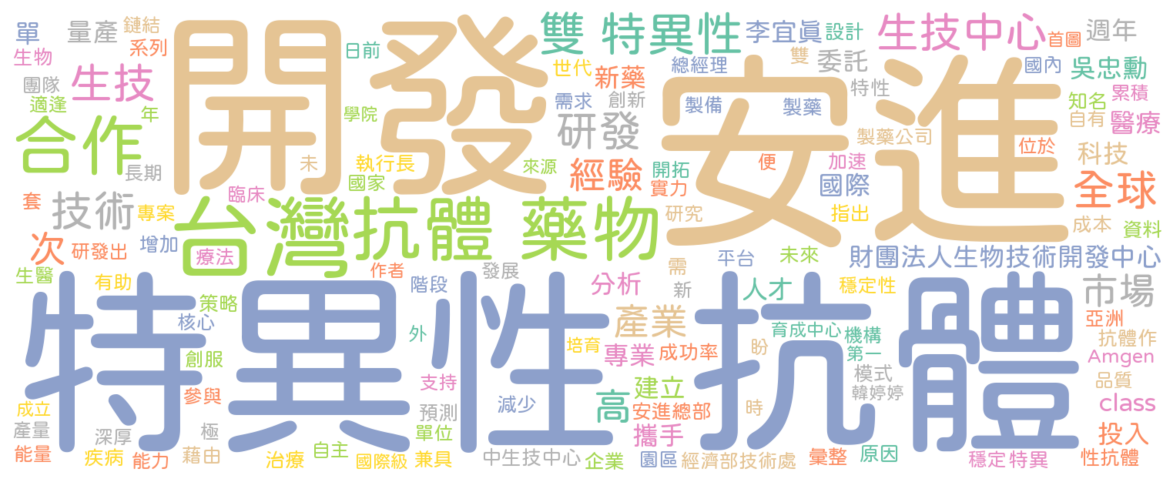 單
量產
鏈結
系列
生物
日前
開發
雙 特異性
李宜真
設計
生技中心
首圖
週年
團隊
生技
世代
新藥
總經理
雙
委託
國內
吳忠勳
適逢
年
學院
需求
創新
製備
製藥
特性
知名
自有
累積
醫療
合作
長期
未
執行長
國家
研發
來源
經驗
開拓
實力
安進
便
加速
國際
製藥公司
位於
科技
全球
套
技術
專案
臨床
台灣
抗體 藥物
研究
指出
成本
資料
次
研發出
增加
療法
財團法人生物技術開發中心
生醫
有助
作者
階段
發展
分析
需
新
平台
未來
人才
穩定性
市場
特異性抗體
策略
核心
創服
外
培育
產業
專業
成功率
盼
育成中心
機構
第一
模式
韓婷婷
亞洲
抗體作
Amgen
品質
class
參與
支持
預測
減少
高
建立
安進總部
攜手
時
成立
產量
能量
深厚
疾病
能力
極
藉由
治療
自主
國際級
單位
兼具
中生技中心
企業
園區
經濟部技術處
彙整
原因
穩定特異
投入
性抗體